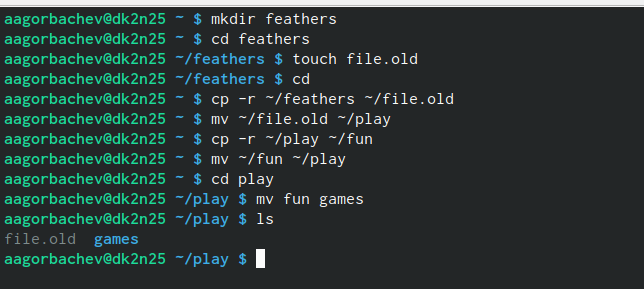 aagorbachev@dk2n25 ~ $ mkdir feathers
aagorbachev@dk2n25 ~ $ cd feathers
aagorbachev@dk2n25 ~/feathers $ touch file.old
aagorbachev@dk2n25 ~/feathers $ cd
aagorbachev@dk2n25 ~ $ cp -r ~/feathers ~/file.old
aagorbachev@dk2n25 ~ $ mv ~/file.old ~/play
aagorbachev@dk2n25 ~ $ cp -r ~/play ~/fun
aagorbachev@dk2n25 ~ $ mv ~/fun ~/play
aagorbachev@dk2n25 ~ $ cd play
aagorbachev@dk2n25 ~/play $ mv fun games
aagorbachev@dk2n25 ~/play $ ls
file.old  games
aagorbachev@dk2n25 ~/play $